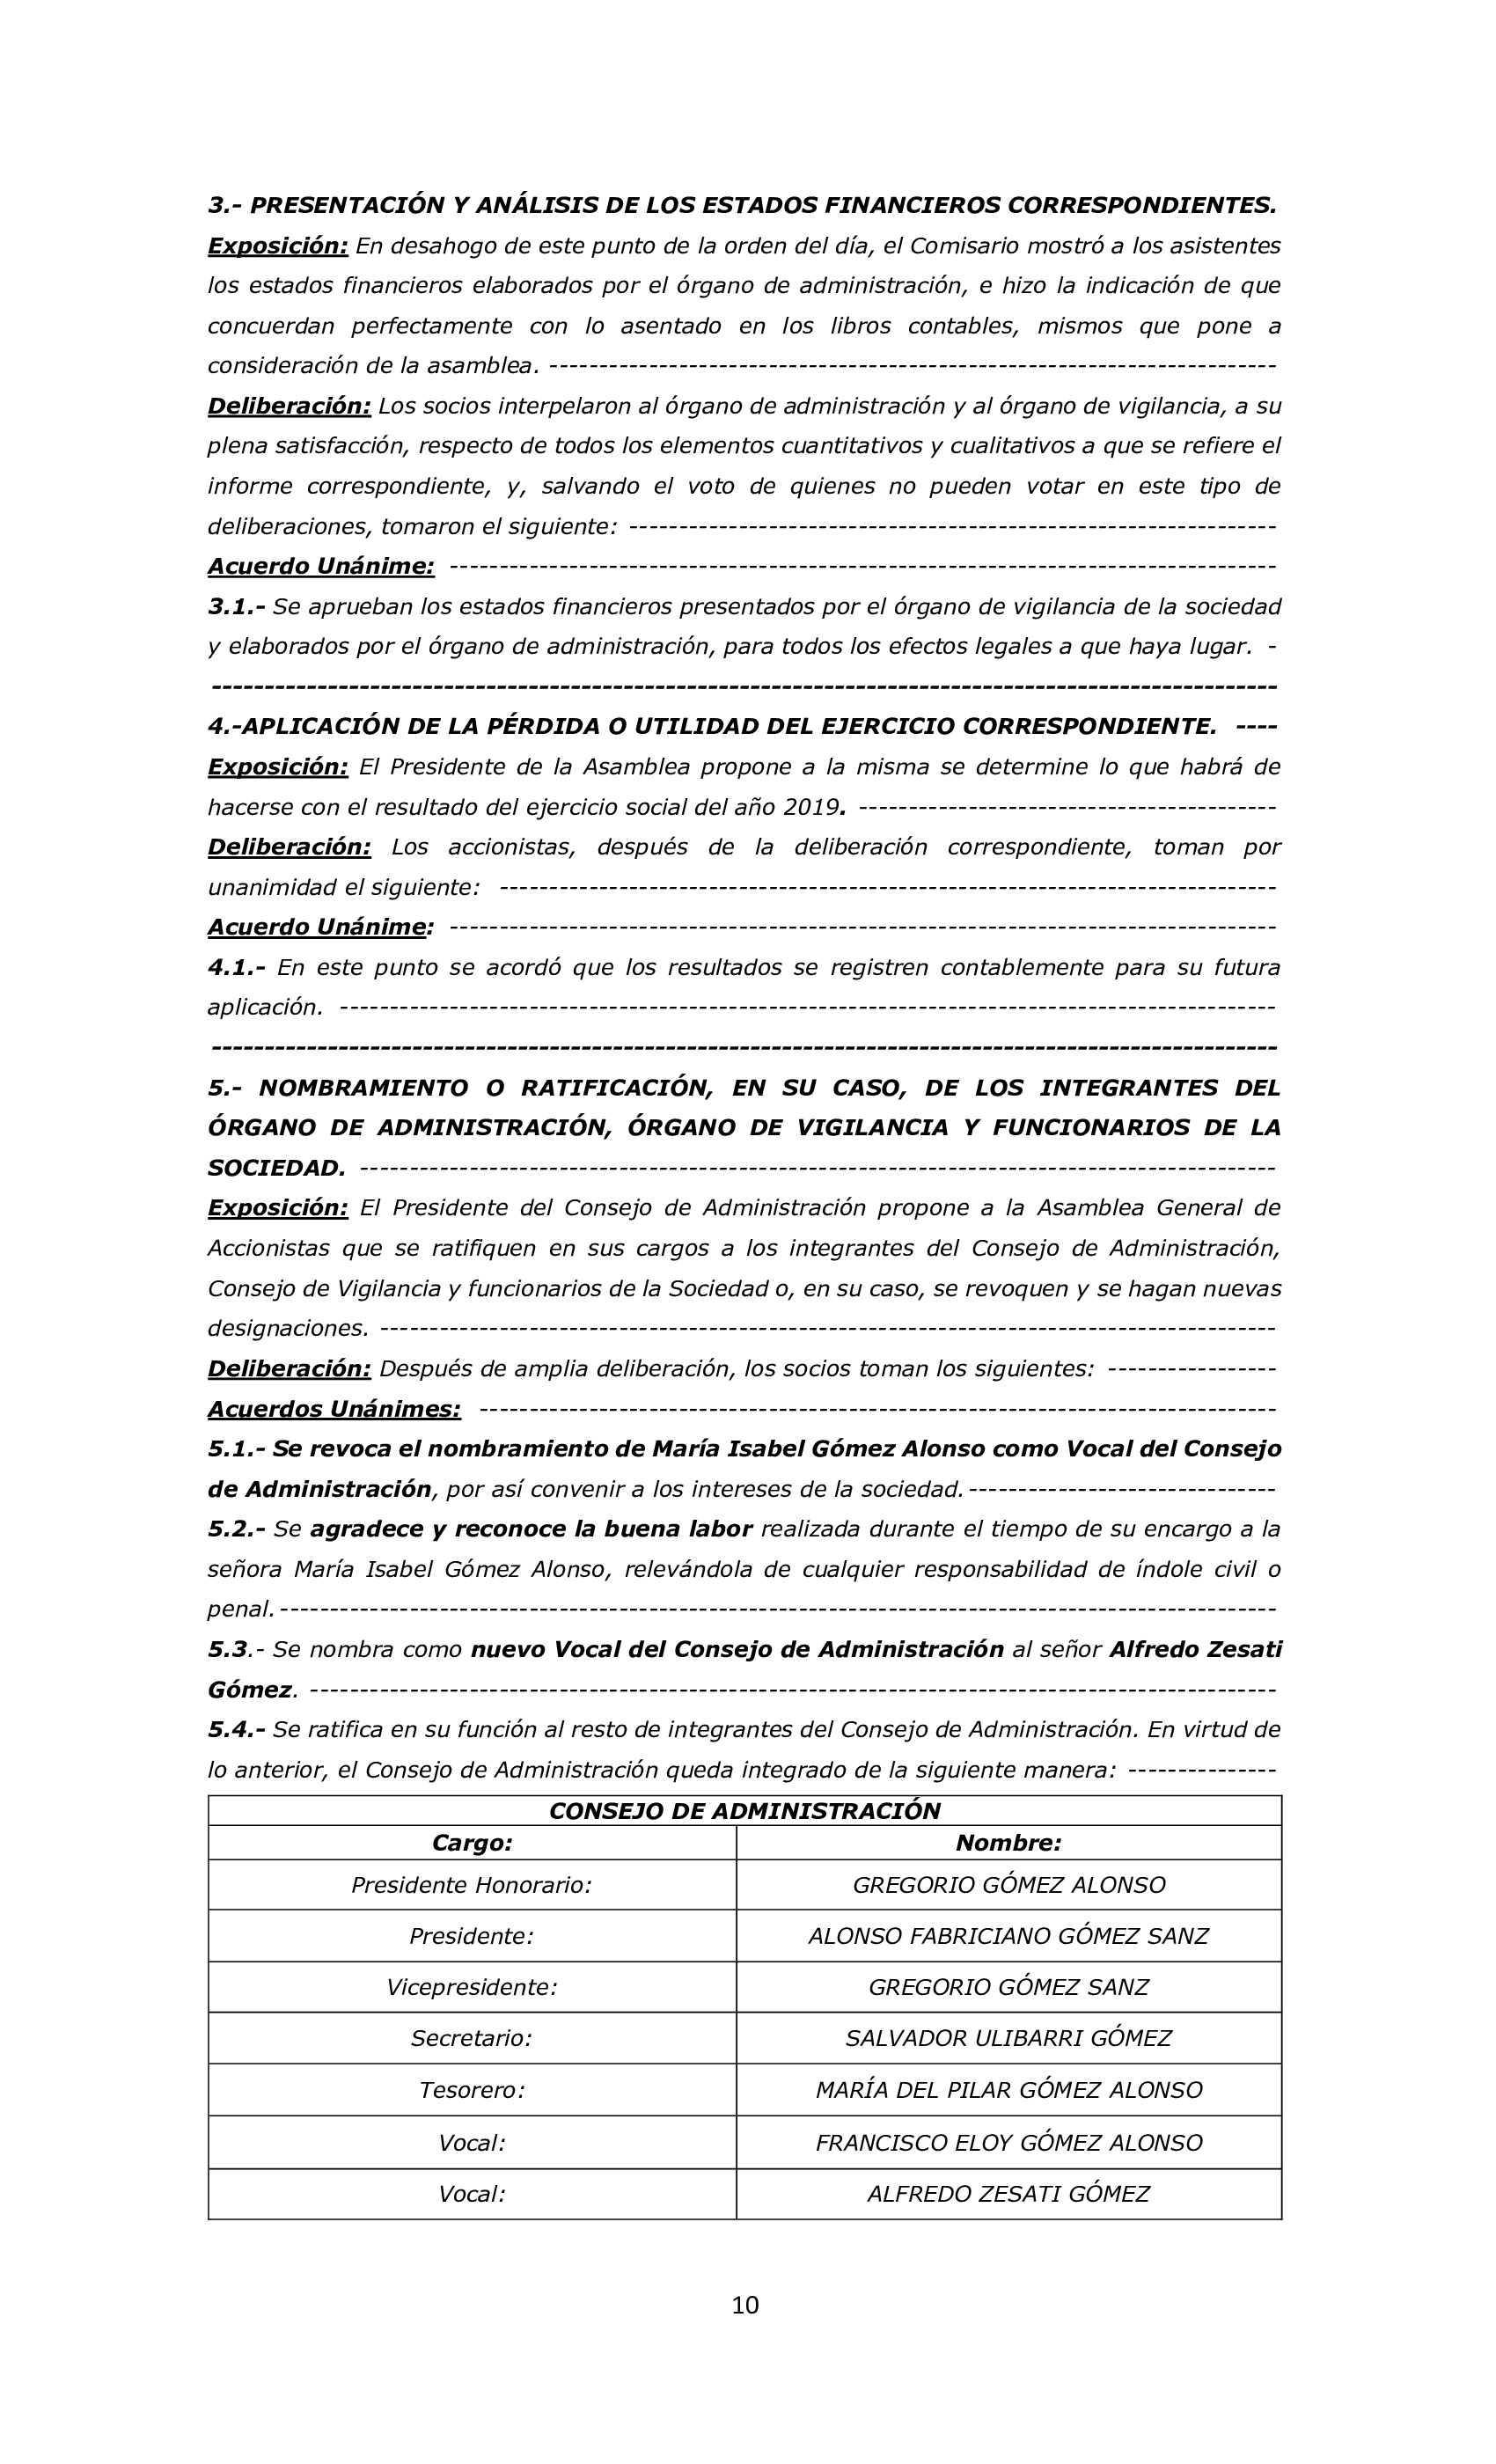 3.- PRESENTACIÓN Y ANÁLISIS DE LOS ESTADOS FINANCIEROS CORRESPONDIENTES.
Exposición: En desahogo de este punto de la orden del día, el Comisario mostró a los asistentes
los estados financieros elaborados por el órgano de administración, e hizo la indicación de que
concuerdan perfectamente con lo asentado en los libros contables, mismos que pone a
consideración de la asamblea. -------------------------------------------------------------------------
Deliberación: Los socios interpelaron al órgano de administración y al órgano de vigilancia, a su
plena satisfacción, respecto de todos los elementos cuantitativos y cualitativos a que se refiere el
informe correspondiente, y, salvando el voto de quienes no pueden votar en este tipo de
deliberaciones, tomaron el siguiente: -----------------------------------------------------------------
Acuerdo Unánime: -----------------------------------------------------------------------------------
3.1.- Se aprueban los estados financieros presentados por el órgano de vigilancia de la sociedad
y elaborados por el órgano de administración, para todos los efectos legales a que haya lugar. -
-----------------------------------------------------------------------------------------------------
4.-APLICACIÓN DE LA PÉRDIDA O UTILIDAD DEL EJERCICIO CORRESPONDIENTE. ----
Exposición: El Presidente de la Asamblea propone a la misma se determine lo que habrá de
hacerse con el resultado del ejercicio social del año 2019. ------------------------------------------
Deliberación: Los accionistas, después de la deliberación correspondiente, toman por
unanimidad el siguiente: ------------------------------------------------------------------------------
Acuerdo Unánime: -----------------------------------------------------------------------------------
4.1.- En este punto se acordó que los resultados se registren contablemente para su futura
aplicación. ----------------------------------------------------------------------------------------------
-----------------------------------------------------------------------------------------------------
5.- NOMBRAMIENTO O RATIFICACIÓN, EN SU CASO, DE LOS INTEGRANTES DEL
ÓRGANO DE ADMINISTRACIÓN, ÓRGANO DE VIGILANCIA Y FUNCIONARIOS DE LA
SOCIEDAD. --------------------------------------------------------------------------------------------
Exposición: El Presidente del Consejo de Administración propone a la Asamblea General de
Accionistas que se ratifiquen en sus cargos a los integrantes del Consejo de Administración,
Consejo de Vigilancia y funcionarios de la Sociedad o, en su caso, se revoquen y se hagan nuevas
designaciones. ------------------------------------------------------------------------------------------
Deliberación: Después de amplia deliberación, los socios toman los siguientes: -----------------
Acuerdos Unánimes: --------------------------------------------------------------------------------
5.1.- Se revoca el nombramiento de María Isabel Gómez Alonso como Vocal del Consejo
de Administración, por así convenir a los intereses de la sociedad. -------------------------------
5.2.- Se agradece y reconoce la buena labor realizada durante el tiempo de su encargo a la
señora María Isabel Gómez Alonso, relevándola de cualquier responsabilidad de índole civil o
penal. ----------------------------------------------------------------------------------------------------
5.3.- Se nombra como nuevo Vocal del Consejo de Administración al señor Alfredo Zesati
Gómez. -------------------------------------------------------------------------------------------------
5.4.- Se ratifica en su función al resto de integrantes del Consejo de Administración. En virtud de
lo anterior, el Consejo de Administración queda integrado de la siguiente manera: ---------------
CONSEJO DE ADMINISTRACIÓN
Cargo: Nombre:
Presidente Honorario: GREGORIO GÓMEZ ALONSO
Presidente: ALONSO FABRICIANO GÓMEZ SANZ
Vicepresidente: GREGORIO GÓMEZ SANZ
Secretario: SALVADOR ULIBARRI GÓMEZ
Tesorero: MARÍA DEL PILAR GÓMEZ ALONSO
Vocal: FRANCISCO ELOY GÓMEZ ALONSO
Vocal: ALFREDO ZESATI GÓMEZ
10